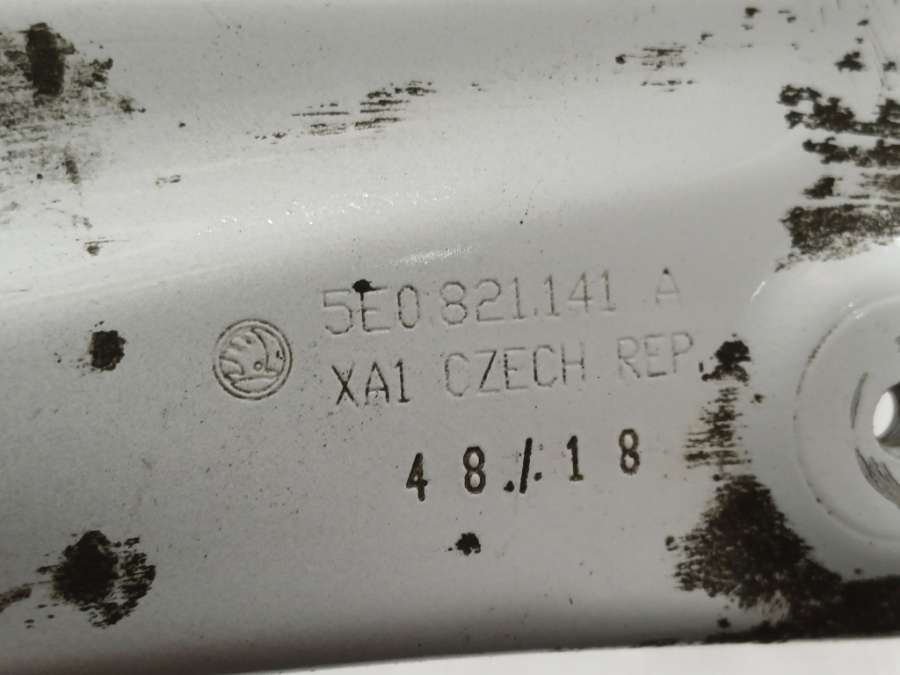 5E0.821.141 A
XA1 CZECH REP.
48/18